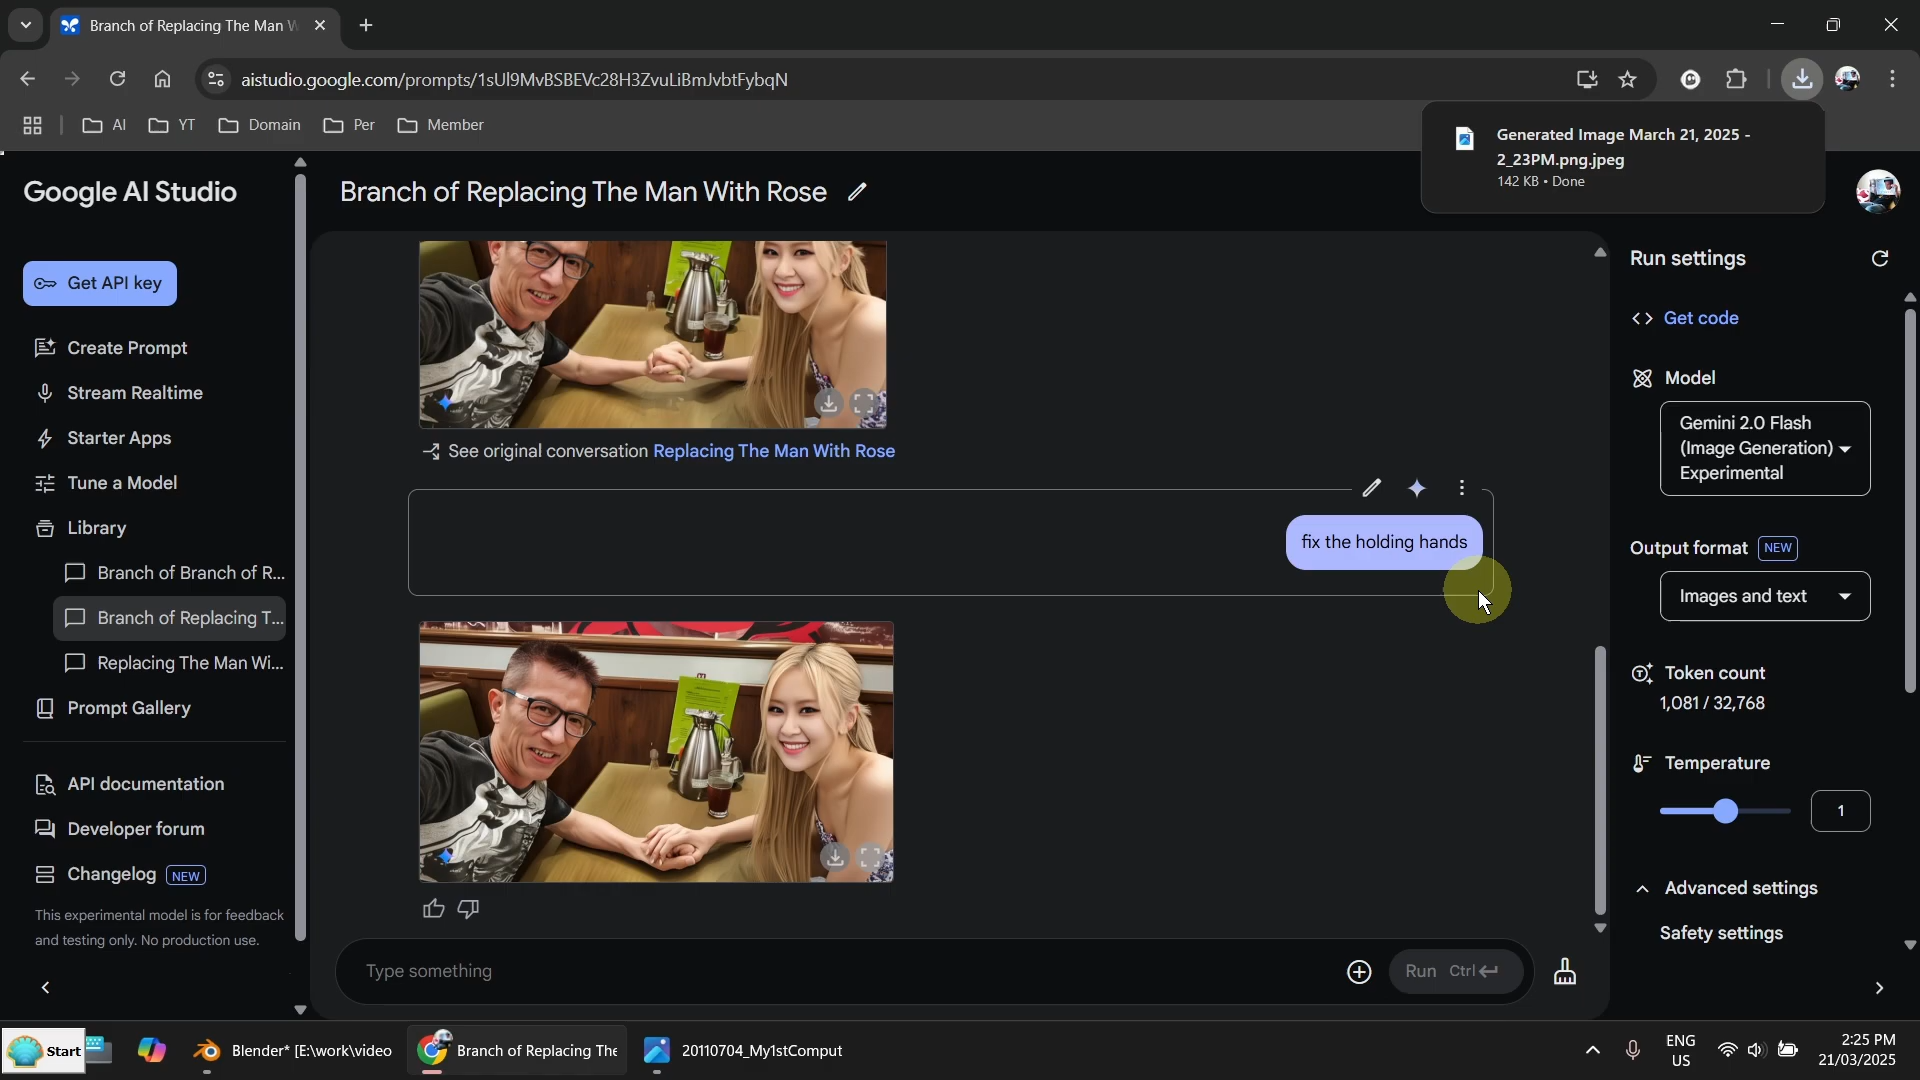 Branch of Replacing The Man W
aistudio.google.com/prompts/1sUl9MvBSBEVc28H3ZvuLiBmJvbtFybqN
AI
YT
Domain
Per
Member
Generated Image March 21, 2025 -
2_23PM.png.jpeg
142 KB • Done
Google AI Studio
Branch of Replacing The Man With Rose
Get API key
Create Prompt
Stream Realtime
Starter Apps
Tune a Model
Library
Branch of Branch of R...
Branch of Replacing T...
Replacing The Man Wi...
Prompt Gallery
API documentation
Developer forum
Changelog NEW
This experimental model is for feedback
and testing only. No production use.
See original conversation Replacing The Man With Rose
fix the holding hands
Type something
Run Ctrl
Run settings
Get code
Model
Gemini 2.0 Flash
(Image Generation)
Experimental
Output format NEW
Images and text
Token count
1,081 / 32,768
Temperature
1
Advanced settings
Safety settings
Start
Blender* [E:\work\video
Branch of Replacing The
20110704_My1stComput
ENG
US
2:25 PM
21/03/2025